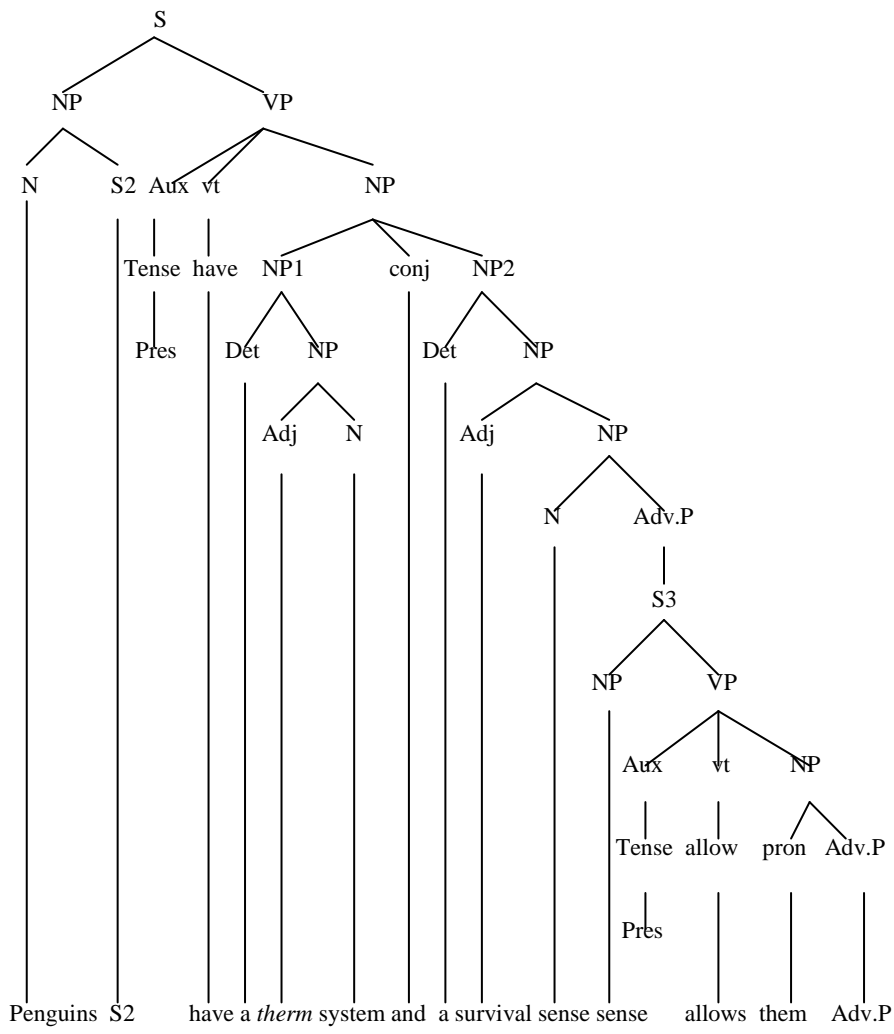 S
NP VP
N S2 Aux vt NP
Tense have NP1 conj NP2
Pres Det NP Det NP
Adj N Adj NP
N Adv.P
S3
NP VP
Aux vt NP
Tense allow pron Adv.P
Pres
Penguins S2 have a therm system and a survival sense sense allows them Adv.P